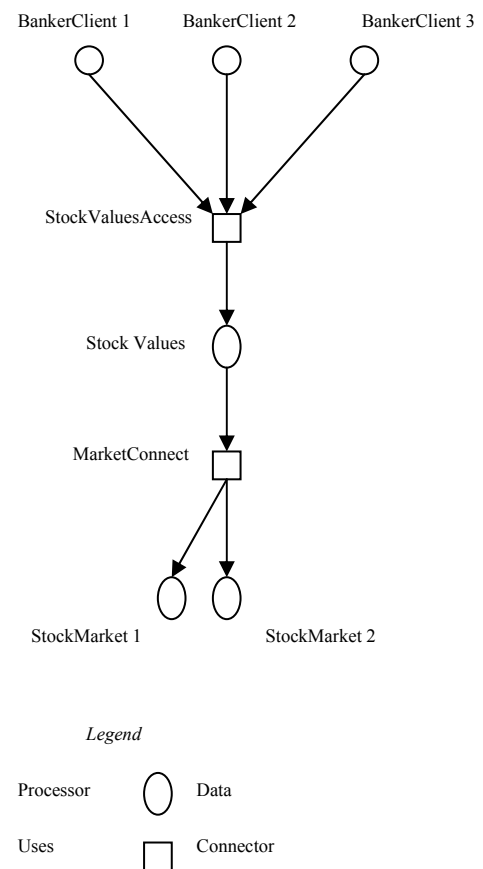 BankerClient 1 BankerClient 2 BankerClient 3
StockValuesAccess
Stock Values
MarketConnect
StockMarket 1 StockMarket 2
Legend
Processor Data
Uses Connector